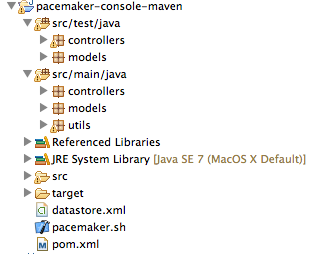 pacemaker-console-maven
src/test/java
controllers
models
src/main/java
controllers
models
utils
Referenced Libraries
JRE System Library [Java SE 7 (MacOS X Default)]
src
target
datastore.xml
pacemaker.sh
pom.xml